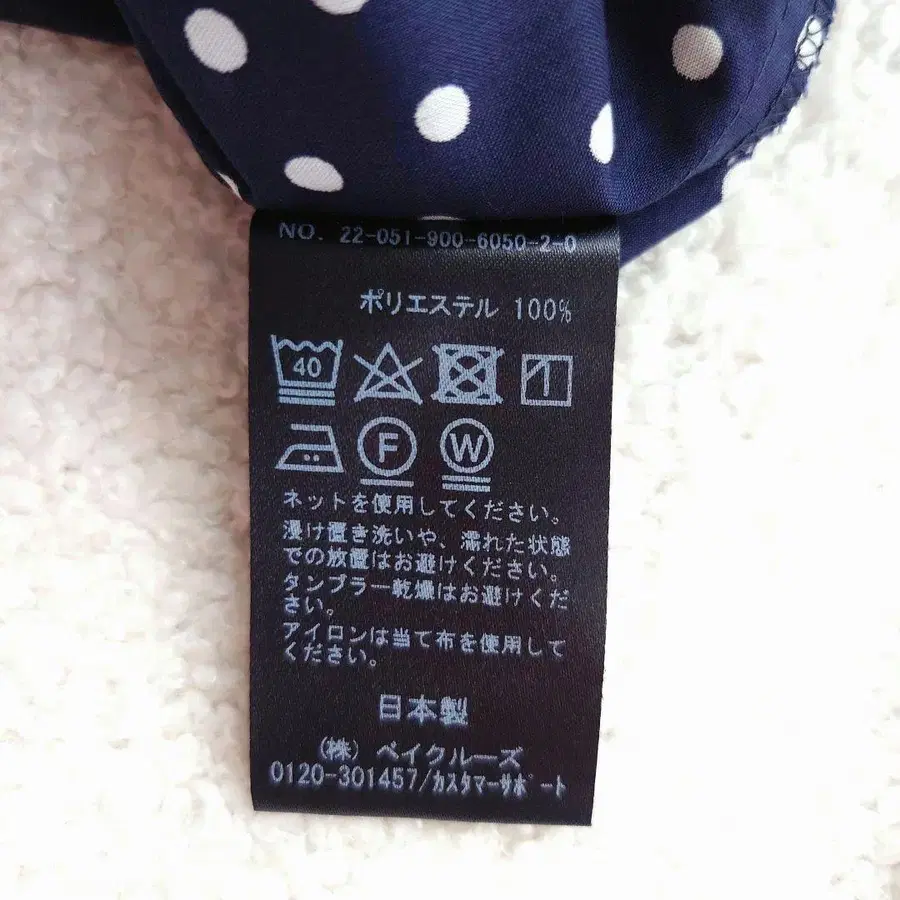 NO. 22-051-900-6050-2-0
ポリエステル 100%
40
F W
ネットを使用してください。
浸け置き洗いや、濡れた状態
での放置はお避けください。
タンブラー乾燥はお避けくだ
さい。
アイロンは当て布を使用して
ください。
日本製
(株) ベイクルーズ
0120-301457/カスタマーサポート